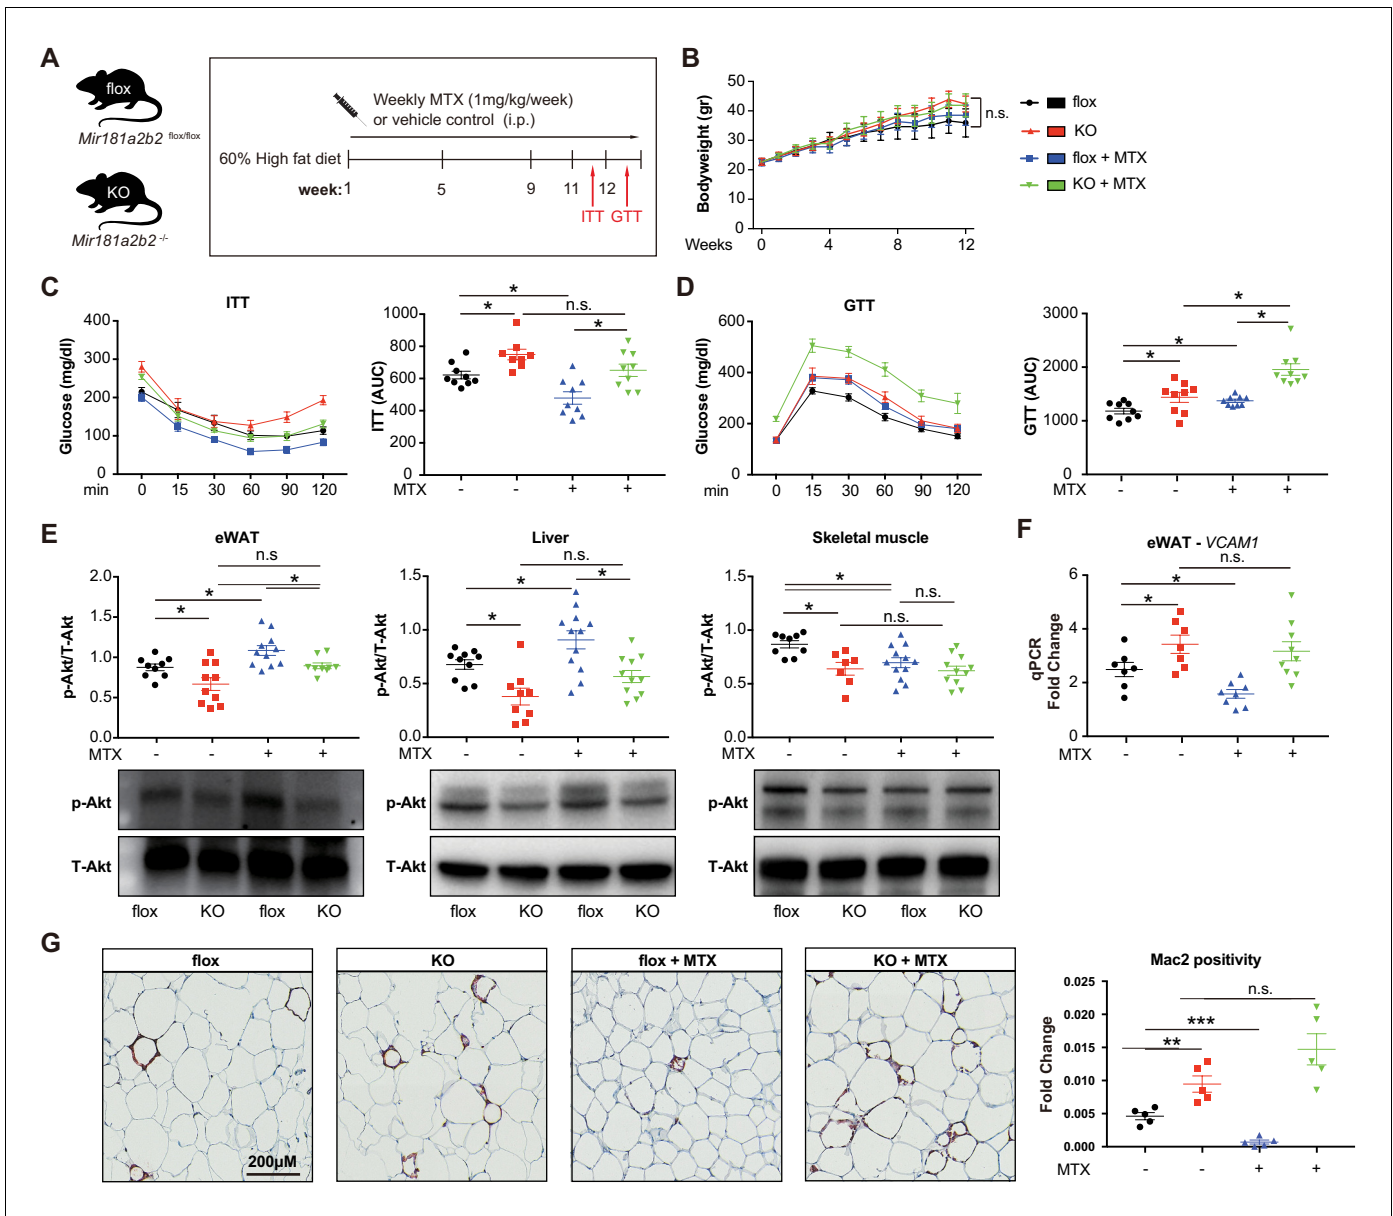 A
flox
Mir181a2b2 flox/flox
KO
Mir181a2b2 -/-
Weekly MTX (1mg/kg/week)
or vehicle control (i.p.)
60% High fat diet
week: 1 5 9 11 12
ITT GTT
B
Bodyweight (gr)
50
40
30
20
10
0
Weeks 0 4 8 12
n.s.
flox
KO
flox + MTX
KO + MTX
C
ITT
Glucose (mg/dl)
400
300
200
100
0
min 0 15 30 60 90 120
ITT (AUC)
1000
800
600
400
200
0
* n.s.
* *
MTX - - + +
D
GTT
Glucose (mg/dl)
600
400
200
0
min 0 15 30 60 90 120
GTT (AUC)
3000
2000
1000
0
*
* *
*
MTX - - + +
E
eWAT
p-Akt/T-Akt
2.0
1.5
1.0
0.5
0.0
n.s
* *
*
MTX - - + +
Liver
p-Akt/T-Akt
1.5
1.0
0.5
0.0
n.s.
* *
*
MTX - - + +
Skeletal muscle
p-Akt/T-Akt
1.5
1.0
0.5
0.0
*
n.s.
* n.s.
MTX - - + +
p-Akt
T-Akt
flox KO flox KO
p-Akt
T-Akt
flox KO flox KO
p-Akt
T-Akt
flox KO flox KO
F
eWAT - VCAM1
qPCR
Fold Change
6
4
2
0
n.s.
*
*
MTX - - + +
G
flox
KO
flox + MTX
KO + MTX
200µM
Mac2 positivity
Fold Change
0.025
0.020
0.015
0.010
0.005
0.000
n.s.
***
**
MTX - - + +